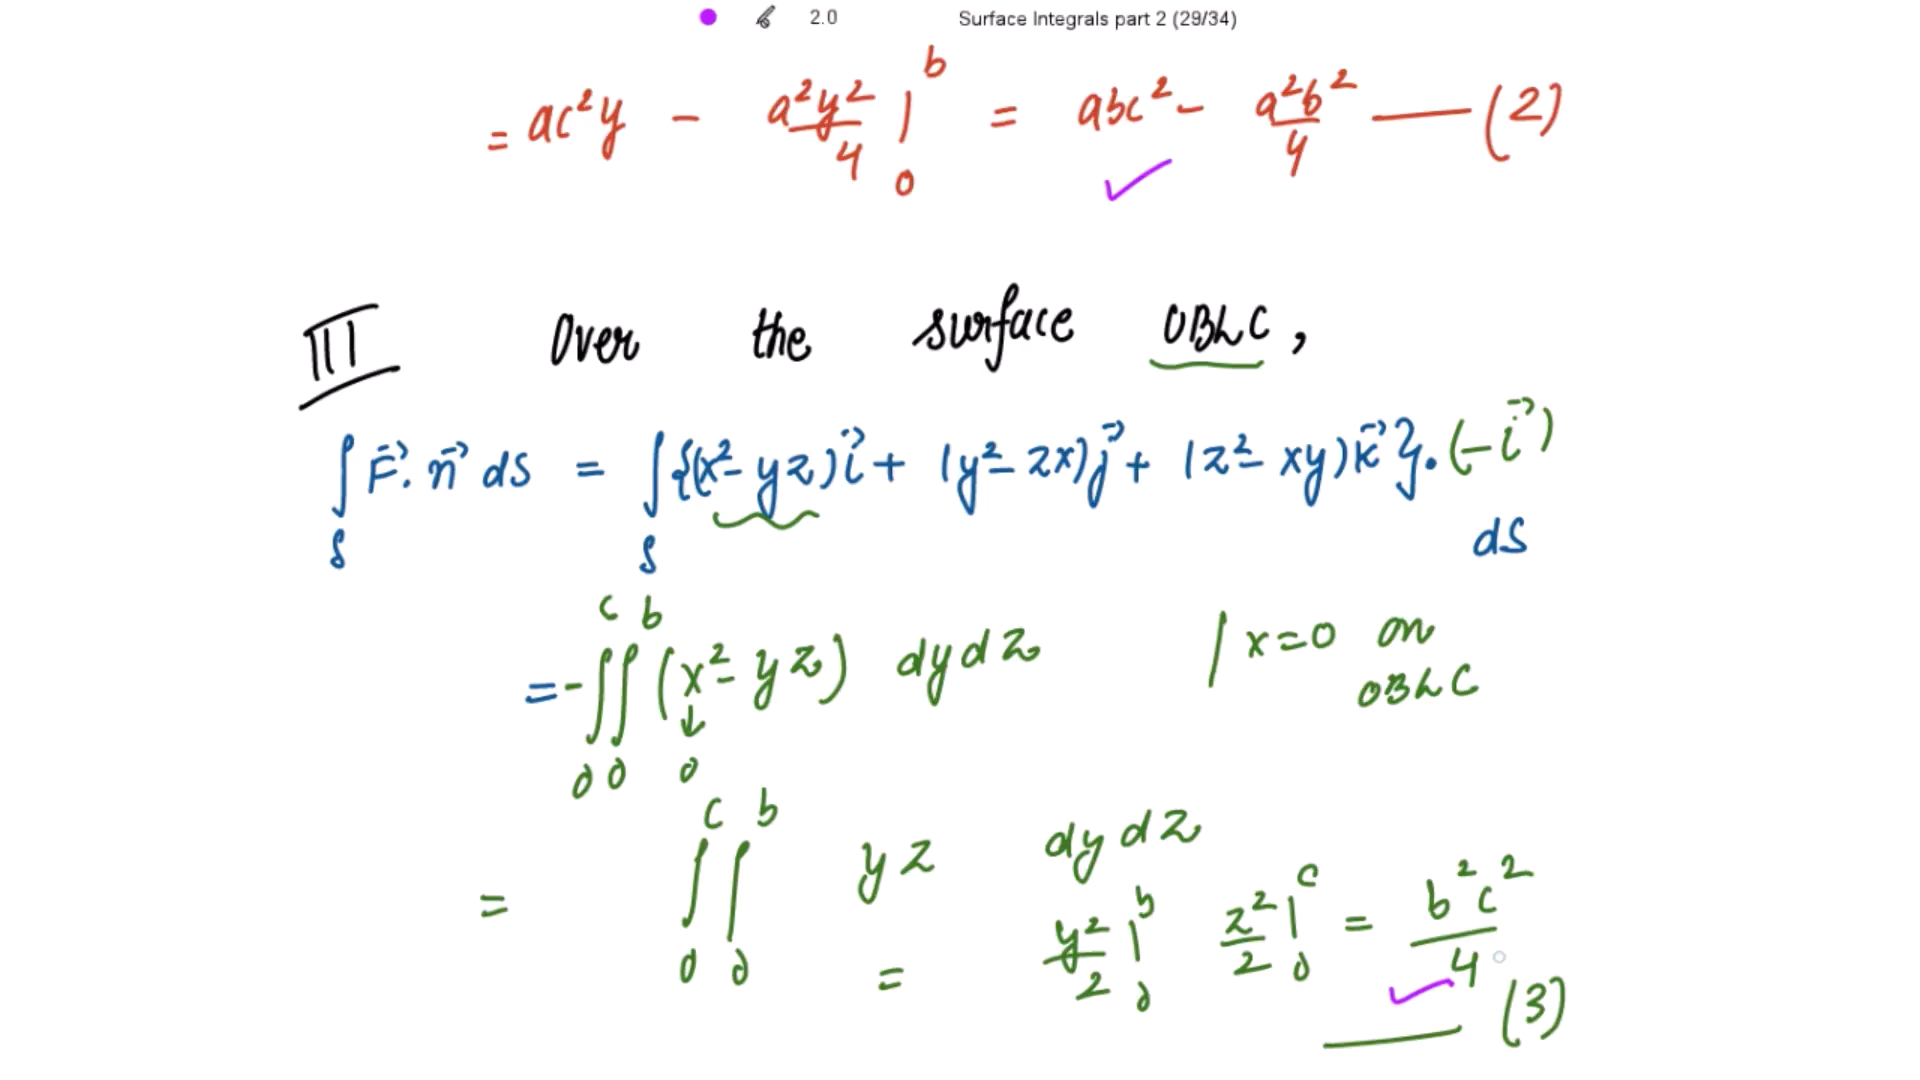 2.0 Surface Integrals part 2 (29/34)
= ac²y - a²y²/4 |₀ᵇ = abc² - a²b²/4 — (2)
III Over the surface OBLC,
∫_S F⃗. n⃗ ds = ∫_S {(x² - yz) i⃗ + (y² - zx) j⃗ + (z² - xy) k⃗}. (-i⃗)
ds
= - ∫₀ᶜ ∫₀ᵇ (x² - yz) dy dz | x=0 on
↓ 0 OBLC
= ∫₀ᶜ ∫₀ᵇ yz dy dz
= y²/2 |₀ᵇ z²/2 |₀ᶜ = b²c²/4
— (3)